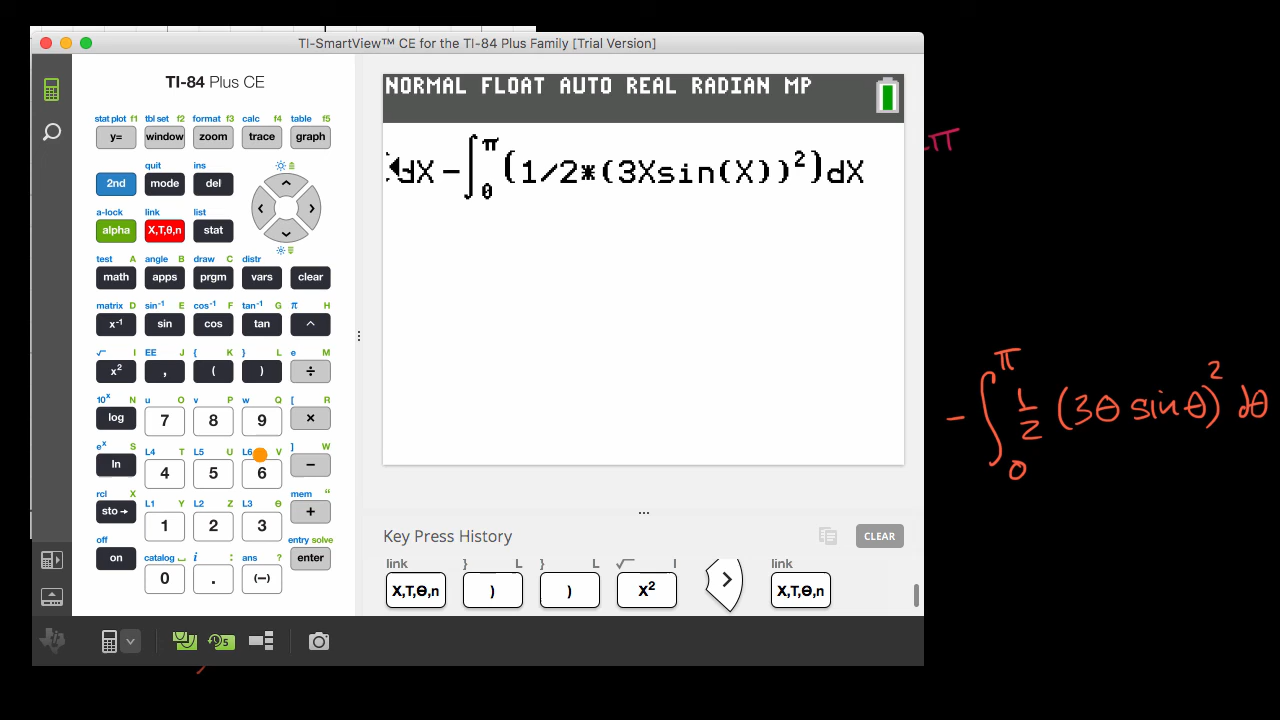 TI-SmartView™ CE for the TI-84 Plus Family [Trial Version]
TI-84 Plus CE
NORMAL FLOAT AUTO REAL RADIAN MP
dX-∫₀^π(1/2*(3Xsin(X))²)dX
π
- ∫₀^π 1/2 (3θ sinθ)² dθ
stat plot f1 tbl set f2 format f3 calc f4 table f5
y= window zoom trace graph
quit ins
2nd mode del
a-lock link list
alpha X,T,θ,n stat
test A angle B draw C distr
math apps prgm vars clear
matrix D sin⁻¹ E cos⁻¹ F tan⁻¹ G π H
x⁻¹ sin cos tan ^
√ I EE J { K } L e M
x² , ( ) ÷
10ˣ N u O v P w Q [ R
log 7 8 9 ×
eˣ S L4 T L5 U L6 V ] W
ln 4 5 6 −
rcl X L1 Y L2 Z L3 θ mem “
sto→ 1 2 3 +
off catalog ␣ i : ans ? entry solve
on 0 . (−) enter
Key Press History
CLEAR
link } L } L √ I link
X,T,Θ,n ) ) X² > X,T,Θ,n
5